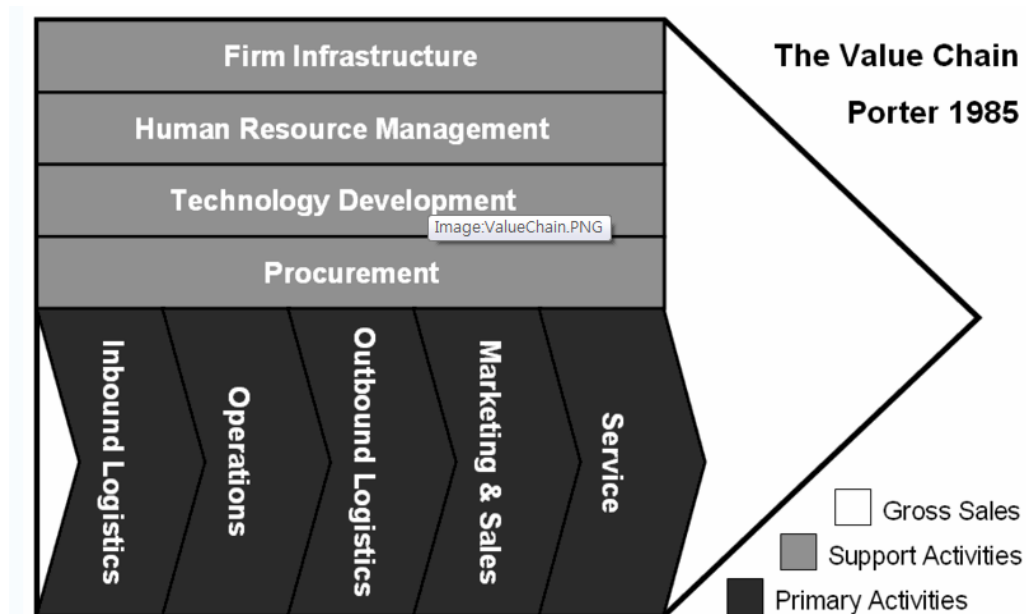 Firm Infrastructure
The Value Chain
Porter 1985
Human Resource Management
Technology Development
Image:ValueChain.PNG
Procurement
Inbound Logistics
Operations
Outbound Logistics
Marketing & Sales
Service
Gross Sales
Support Activities
Primary Activities